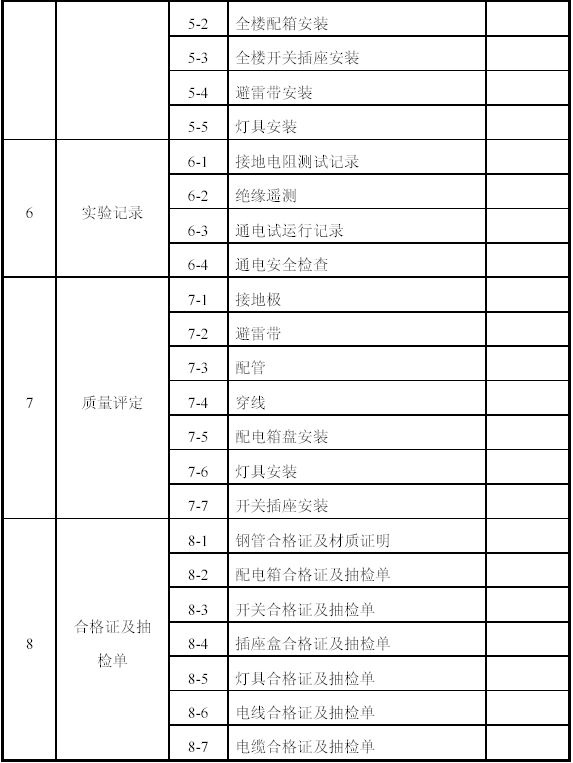 5-2 全楼配箱安装
5-3 全楼开关插座安装
5-4 避雷带安装
5-5 灯具安装
6 实验记录
6-1 接地电阻测试记录
6-2 绝缘遥测
6-3 通电试运行记录
6-4 通电安全检查
7 质量评定
7-1 接地极
7-2 避雷带
7-3 配管
7-4 穿线
7-5 配电箱盘安装
7-6 灯具安装
7-7 开关插座安装
8 合格证及抽
检单
8-1 钢管合格证及材质证明
8-2 配电箱合格证及抽检单
8-3 开关合格证及抽检单
8-4 插座盒合格证及抽检单
8-5 灯具合格证及抽检单
8-6 电线合格证及抽检单
8-7 电缆合格证及抽检单